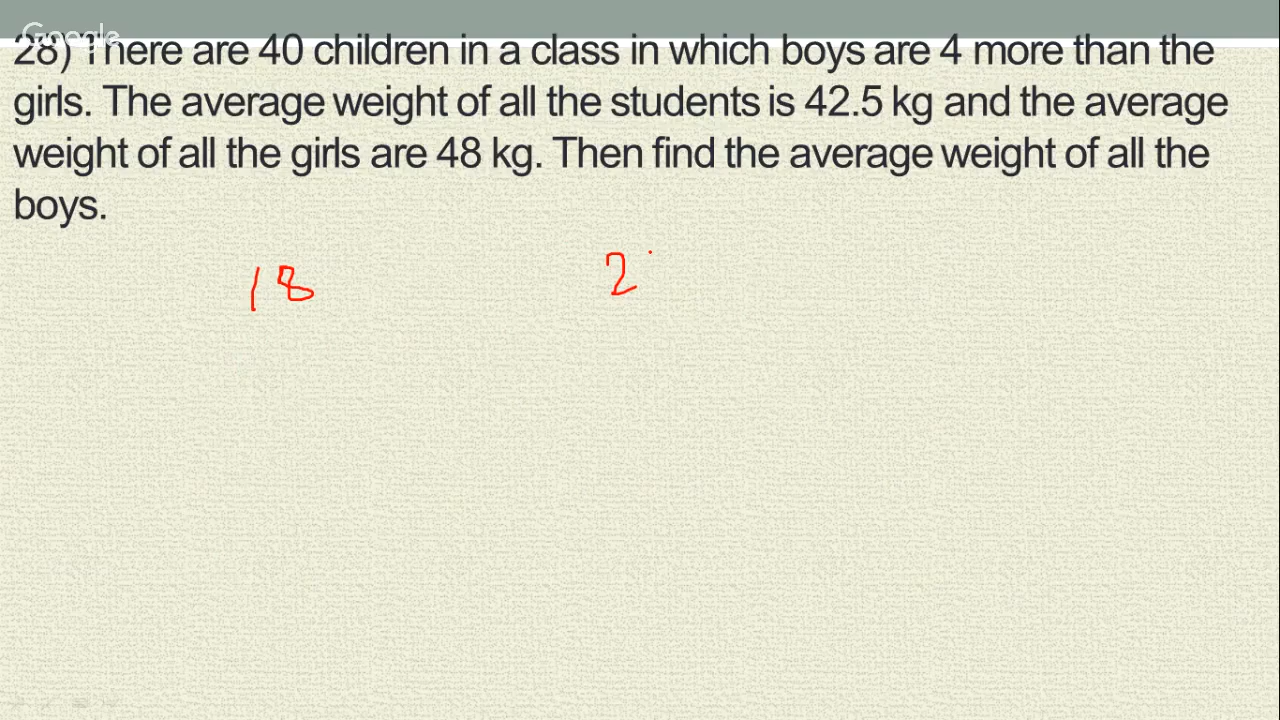 Google
28) There are 40 children in a class in which boys are 4 more than the
girls. The average weight of all the students is 42.5 kg and the average
weight of all the girls are 48 kg. Then find the average weight of all the
boys.
18 2